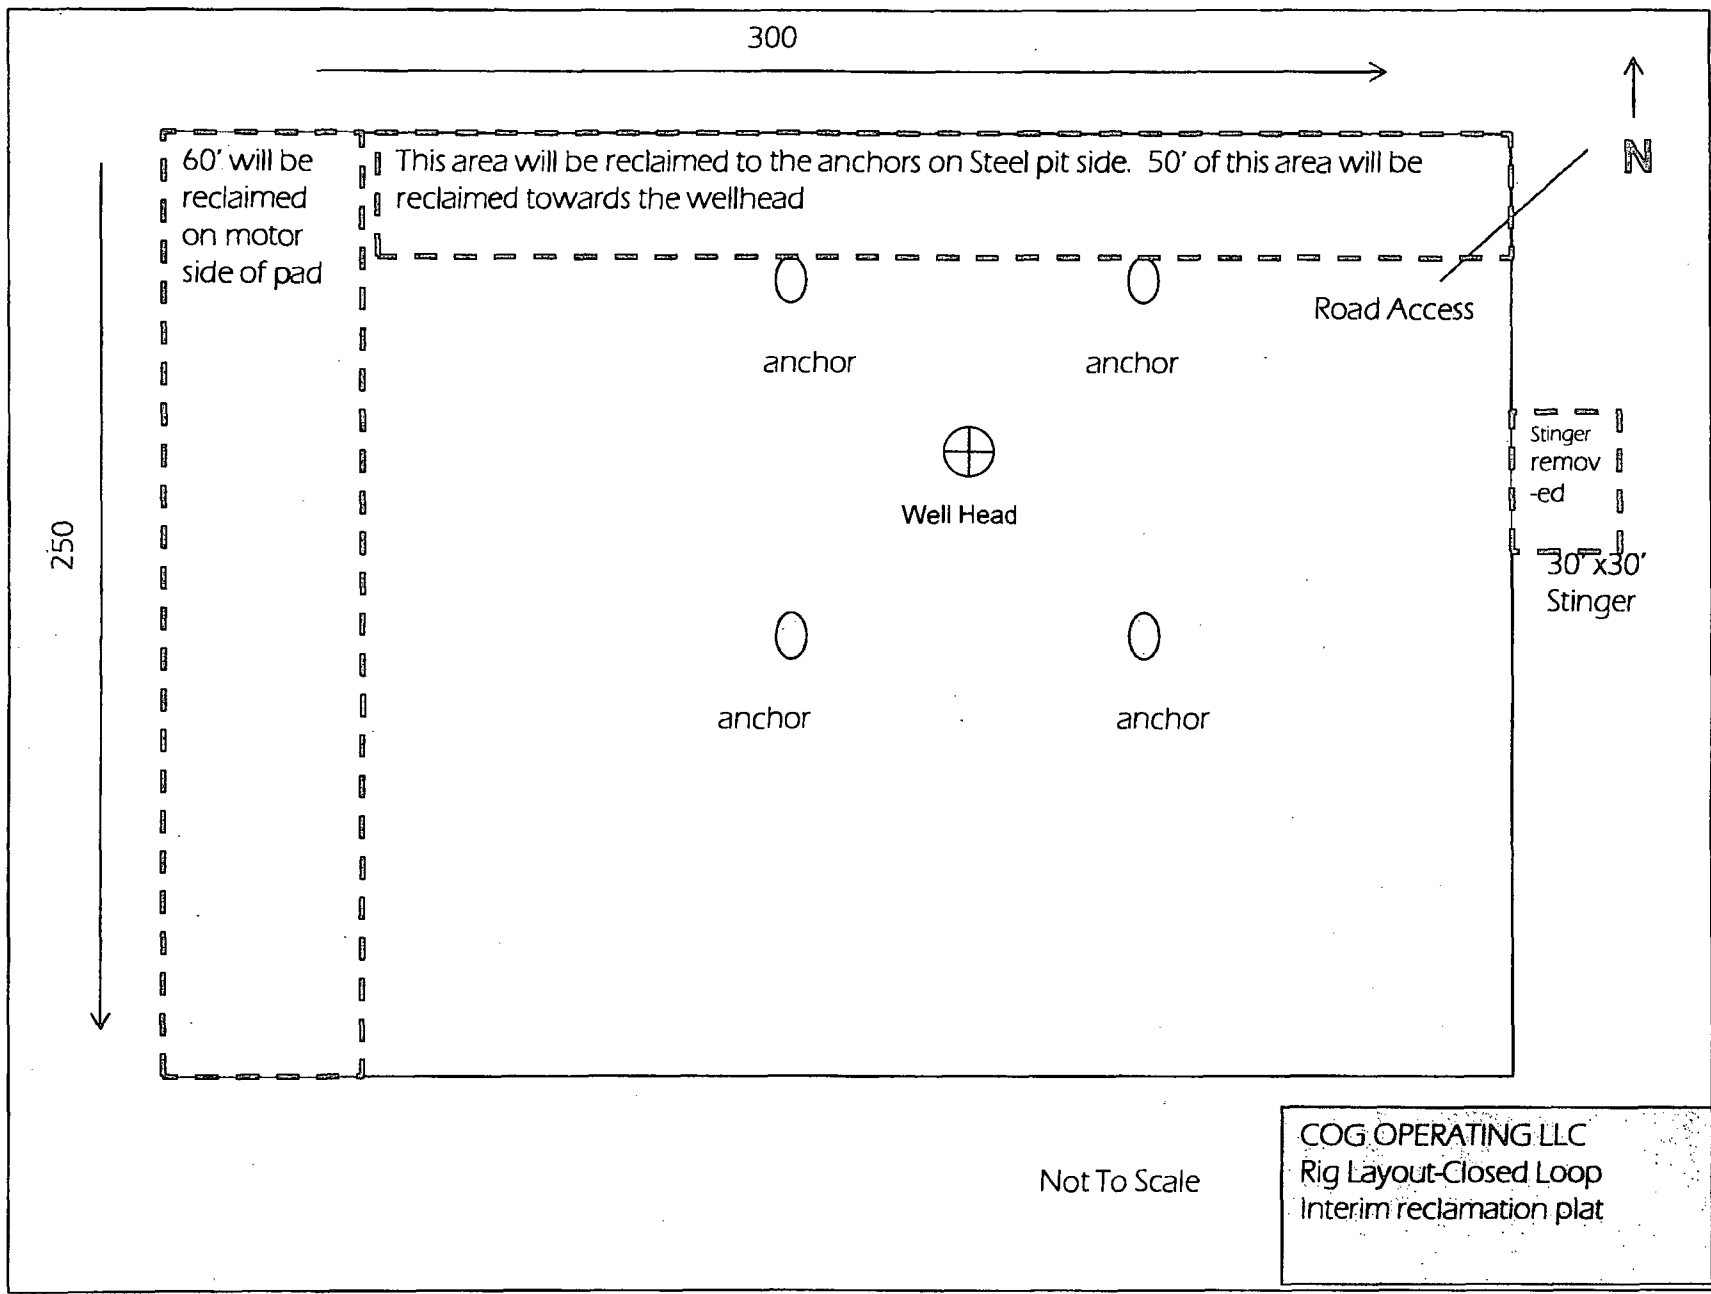 300
N
60' will be
reclaimed
on motor
side of pad
This area will be reclaimed to the anchors on Steel pit side. 50' of this area will be
reclaimed towards the wellhead
Road Access
anchor
anchor
Stinger
remov
-ed
Well Head
250
30' x30'
Stinger
anchor
anchor
Not To Scale
COG OPERATING LLC
Rig Layout-Closed Loop
Interim reclamation plat